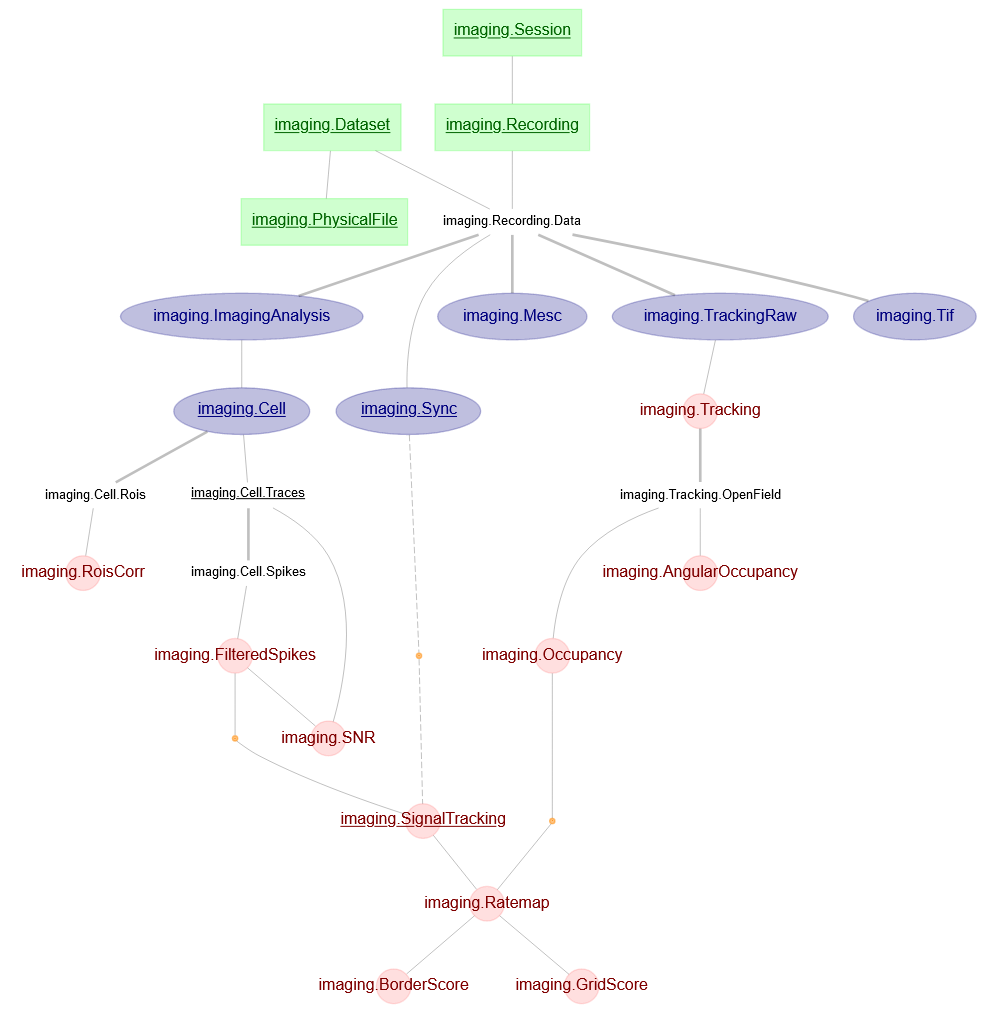 imaging.Session
imaging.Dataset
imaging.Recording
imaging.PhysicalFile
imaging.Recording.Data
imaging.ImagingAnalysis
imaging.Mesc
imaging.TrackingRaw
imaging.Tif
imaging.Cell
imaging.Sync
imaging.Tracking
imaging.Cell.Rois
imaging.Cell.Traces
imaging.Tracking.OpenField
imaging.RoisCorr
imaging.Cell.Spikes
imaging.AngularOccupancy
imaging.FilteredSpikes
imaging.Occupancy
imaging.SNR
imaging.SignalTracking
imaging.Ratemap
imaging.BorderScore
imaging.GridScore